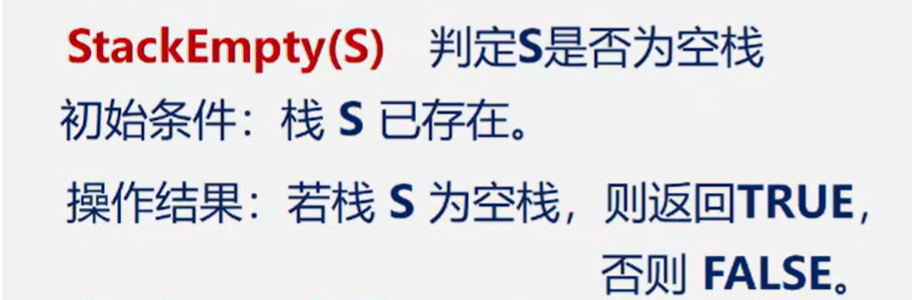 StackEmpty(S) 判定S是否为空栈
初始条件：栈 S 已存在。
操作结果：若栈 S 为空栈，则返回TRUE，
否则 FALSE。